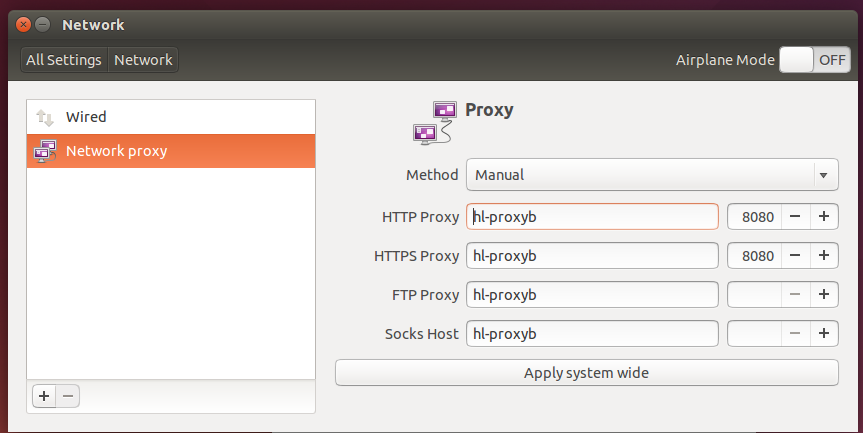 Network
All Settings Network
Airplane Mode OFF
Wired
Network proxy
Proxy
Method Manual
HTTP Proxy hl-proxyb 8080 − +
HTTPS Proxy hl-proxyb 8080 − +
FTP Proxy hl-proxyb − +
Socks Host hl-proxyb − +
Apply system wide
+ −